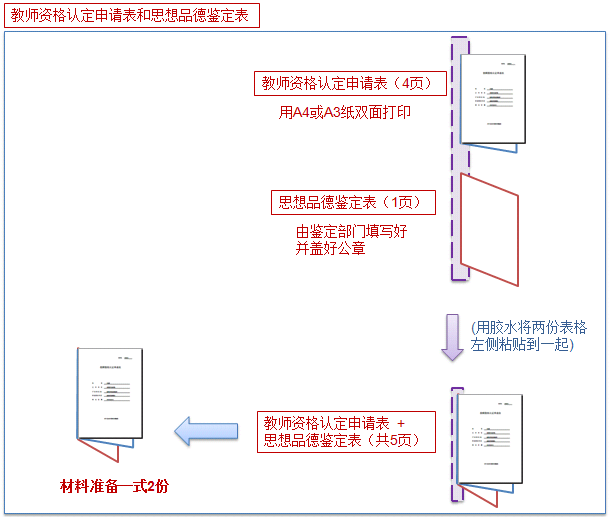 教师资格认定申请表和思想品德鉴定表
教师资格认定申请表（4页）
用A4或A3纸双面打印
思想品德鉴定表（1页）
由鉴定部门填写好
并盖好公章
(用胶水将两份表格
左侧粘贴到一起)
教师资格认定申请表 +
思想品德鉴定表（共5页）
材料准备一式2份